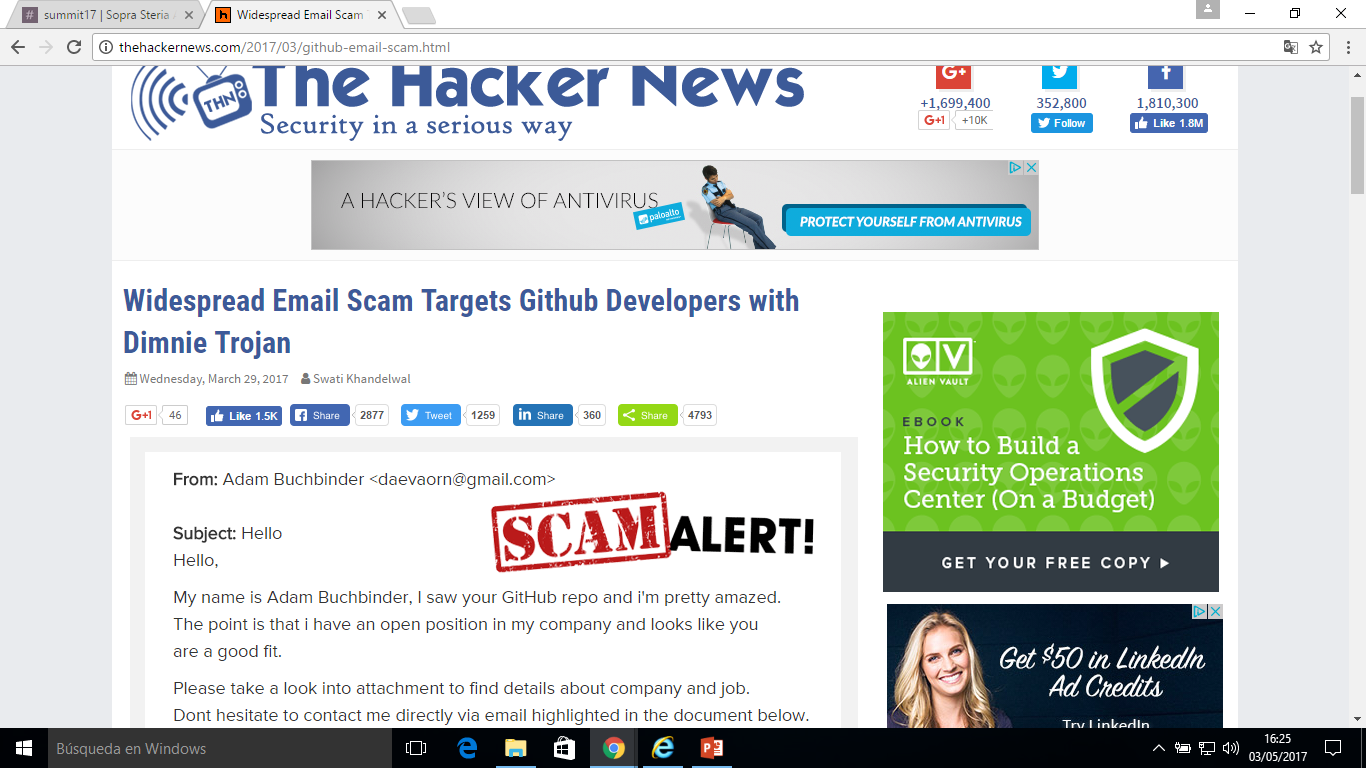 summit17 | Sopra Steria
Widespread Email Scam
thehackernews.com/2017/03/github-email-scam.html
THN
The Hacker News
Security in a serious way
G+1
+1,699,400
352,800
1,810,300
G+1 +10K
Follow
Like 1.8M
A HACKER'S VIEW OF ANTIVIRUS
paloalto
PROTECT YOURSELF FROM ANTIVIRUS
Widespread Email Scam Targets Github Developers with
Dimnie Trojan
Wednesday, March 29, 2017 Swati Khandelwal
G+1 46 Like 1.5K Share 2877 Tweet 1259 in Share 360 Share 4793
From: Adam Buchbinder <daevaorn@gmail.com>
SCAM ALERT!
Subject: Hello
Hello,
My name is Adam Buchbinder, I saw your GitHub repo and i'm pretty amazed.
The point is that i have an open position in my company and looks like you
are a good fit.
Please take a look into attachment to find details about company and job.
Dont hesitate to contact me directly via email highlighted in the document below.
ALIEN VAULT
EBOOK
How to Build a
Security Operations
Center (On a Budget)
GET YOUR FREE COPY
Get $50 in LinkedIn
Ad Credits
Try LinkedIn
Búsqueda en Windows
16:25
03/05/2017